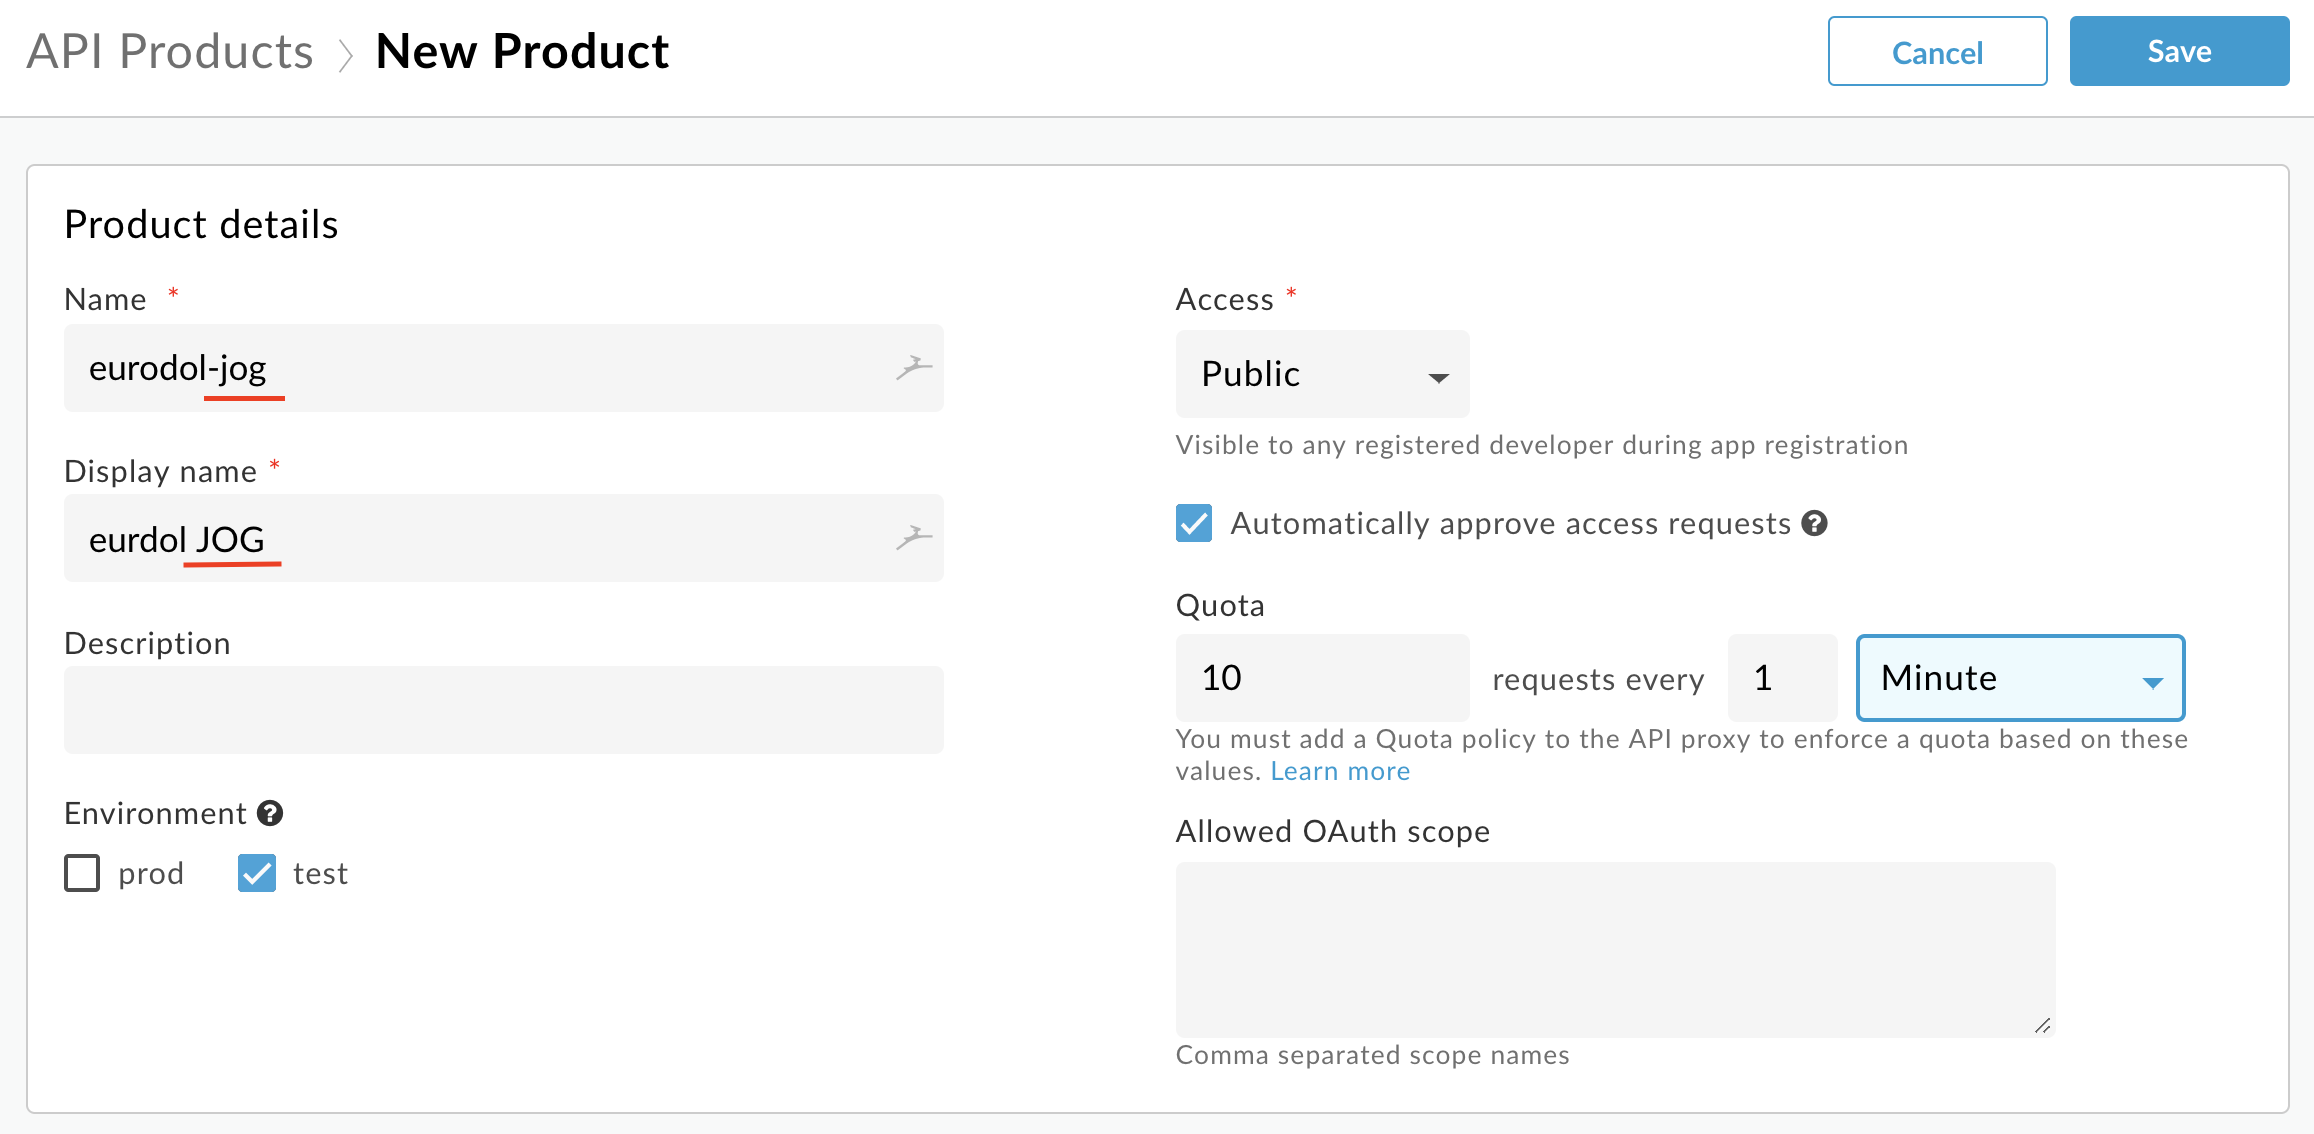 API Products > New Product
Cancel
Save
Product details
Name *
eurodol-jog
Display name *
eurdol JOG
Description
Environment ?
prod
test
Access *
Public
Visible to any registered developer during app registration
Automatically approve access requests ?
Quota
10 requests every 1 Minute
You must add a Quota policy to the API proxy to enforce a quota based on these
values. Learn more
Allowed OAuth scope
Comma separated scope names